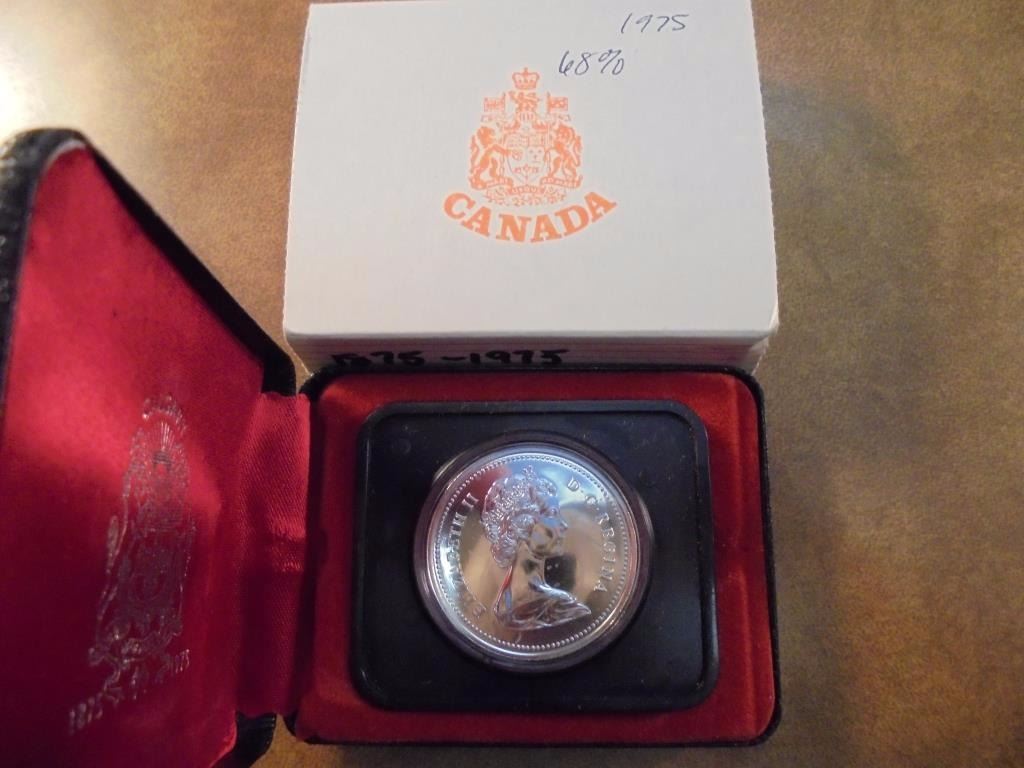 1975
68%
CANADA
1875-1975
ELIZABETH II D·G·REGINA